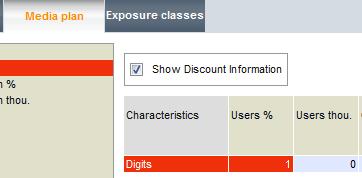 Media plan
Exposure classes
%
thou.
Show Discount Information
Characteristics
Users %
Users thou.
Digits
1
0